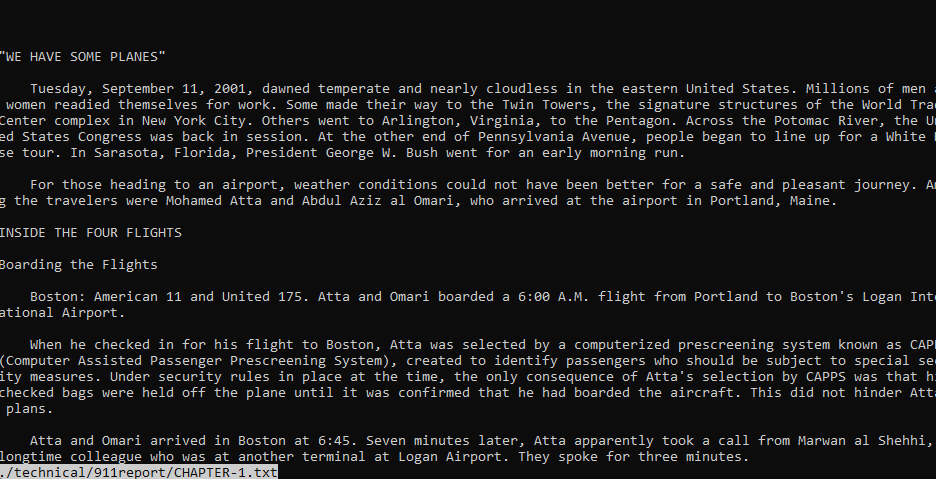 "WE HAVE SOME PLANES"
Tuesday, September 11, 2001, dawned temperate and nearly cloudless in the eastern United States. Millions of men
women readied themselves for work. Some made their way to the Twin Towers, the signature structures of the World Tra
Center complex in New York City. Others went to Arlington, Virginia, to the Pentagon. Across the Potomac River, the Un
ed States Congress was back in session. At the other end of Pennsylvania Avenue, people began to line up for a White
se tour. In Sarasota, Florida, President George W. Bush went for an early morning run.
For those heading to an airport, weather conditions could not have been better for a safe and pleasant journey. A
g the travelers were Mohamed Atta and Abdul Aziz al Omari, who arrived at the airport in Portland, Maine.
INSIDE THE FOUR FLIGHTS
Boarding the Flights
Boston: American 11 and United 175. Atta and Omari boarded a 6:00 A.M. flight from Portland to Boston's Logan Inte
ational Airport.
When he checked in for his flight to Boston, Atta was selected by a computerized prescreening system known as CAP
(Computer Assisted Passenger Prescreening System), created to identify passengers who should be subject to special sec
ity measures. Under security rules in place at the time, the only consequence of Atta's selection by CAPPS was that h
checked bags were held off the plane until it was confirmed that he had boarded the aircraft. This did not hinder Atta
plans.
Atta and Omari arrived in Boston at 6:45. Seven minutes later, Atta apparently took a call from Marwan al Shehhi,
longtime colleague who was at another terminal at Logan Airport. They spoke for three minutes.
./technical/911report/CHAPTER-1.txt